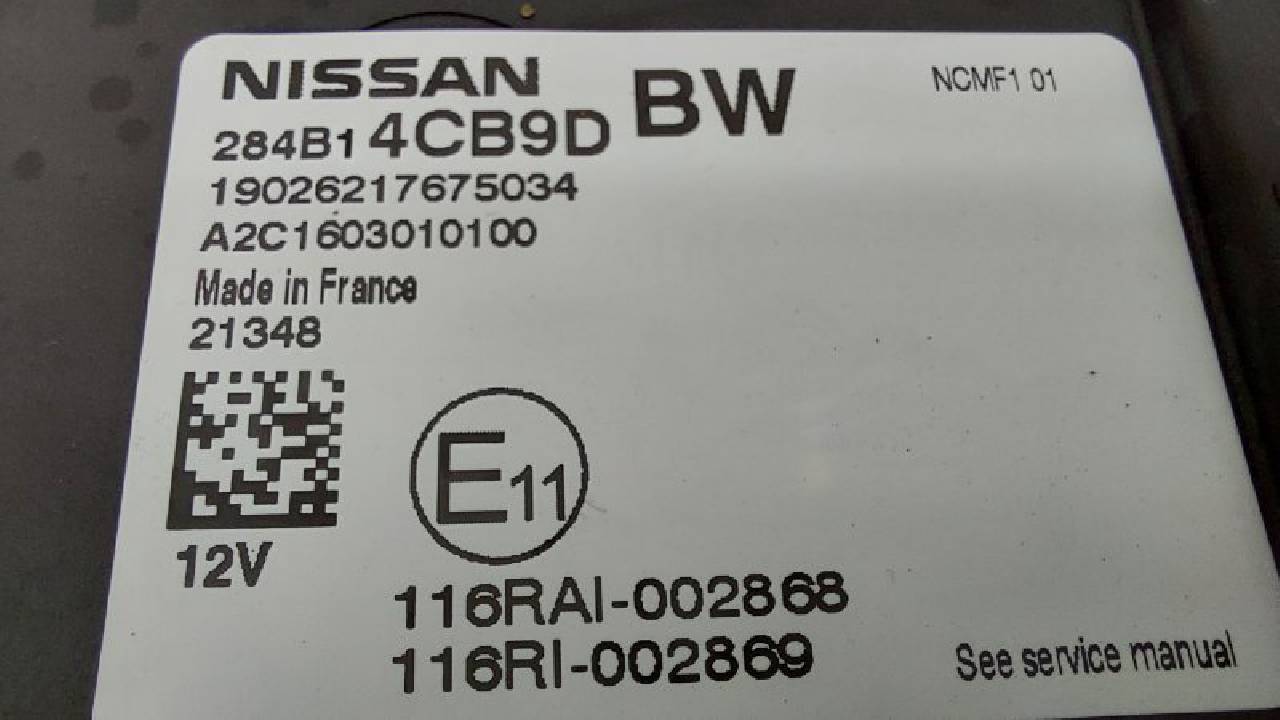 NISSAN
284B1 4CB9D BW
NCMF1 01
19026217675034
A2C1603010100
Made in France
21348
E11
12V
116RAI-002868
116RI-002869
See service manual